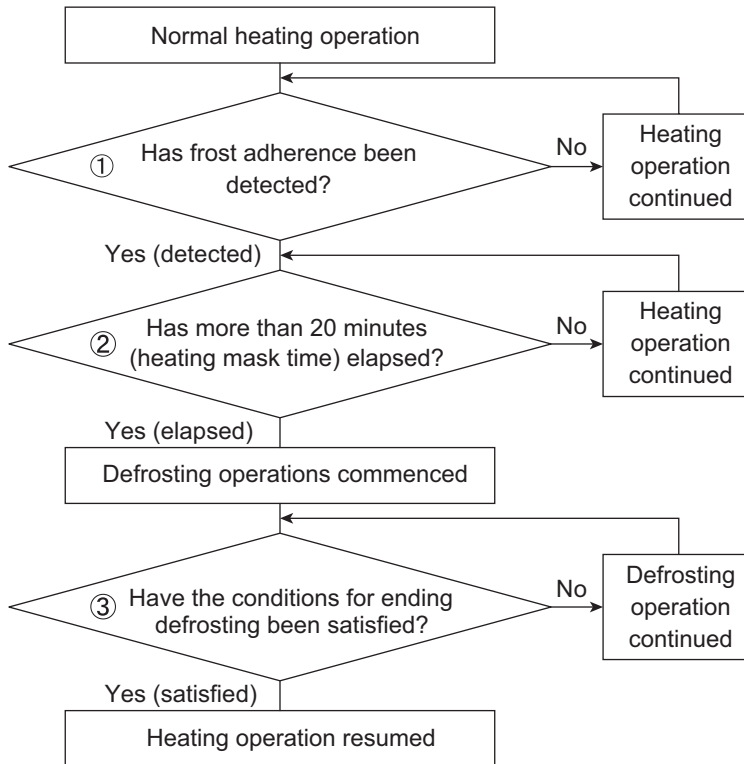 Normal heating operation
① Has frost adherence been
detected?
No
Heating
operation
continued
Yes (detected)
② Has more than 20 minutes
(heating mask time) elapsed?
No
Heating
operation
continued
Yes (elapsed)
Defrosting operations commenced
③ Have the conditions for ending
defrosting been satisfied?
No
Defrosting
operation
continued
Yes (satisfied)
Heating operation resumed